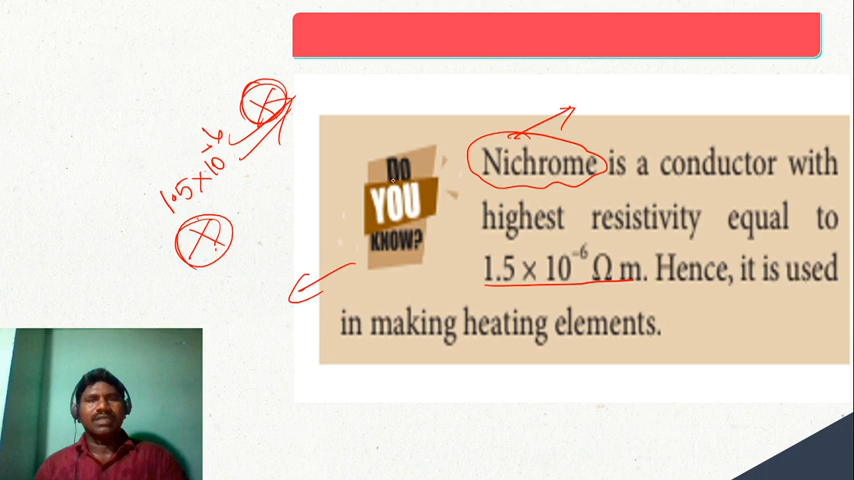 1.5×10⁻⁶
DO
YOU
KNOW?
Nichrome is a conductor with
highest resistivity equal to
1.5 × 10⁻⁶ Ω m. Hence, it is used
in making heating elements.